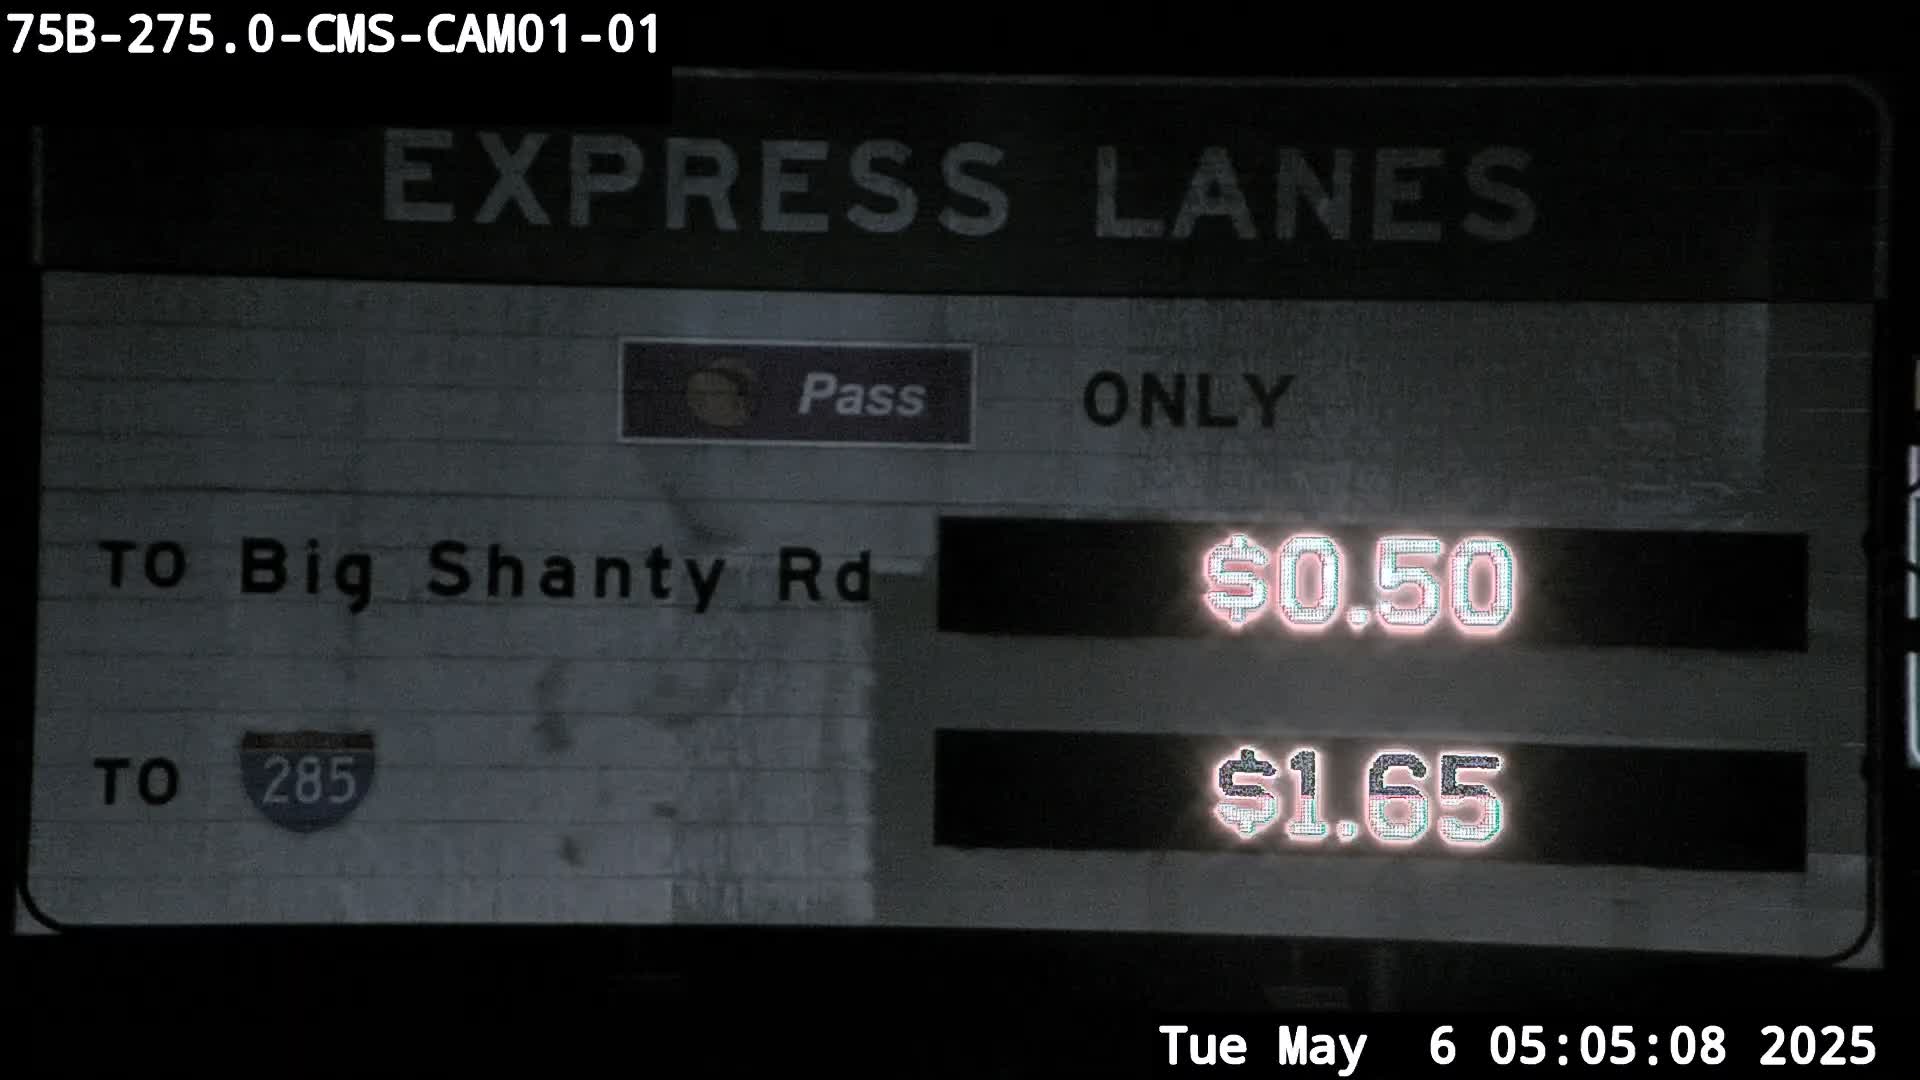 75B-275.0-CMS-CAM01-01
EXPRESS LANES
Pass ONLY
TO Big Shanty Rd $0.50
TO 285 $1.65
Tue May 6 05:05:08 2025